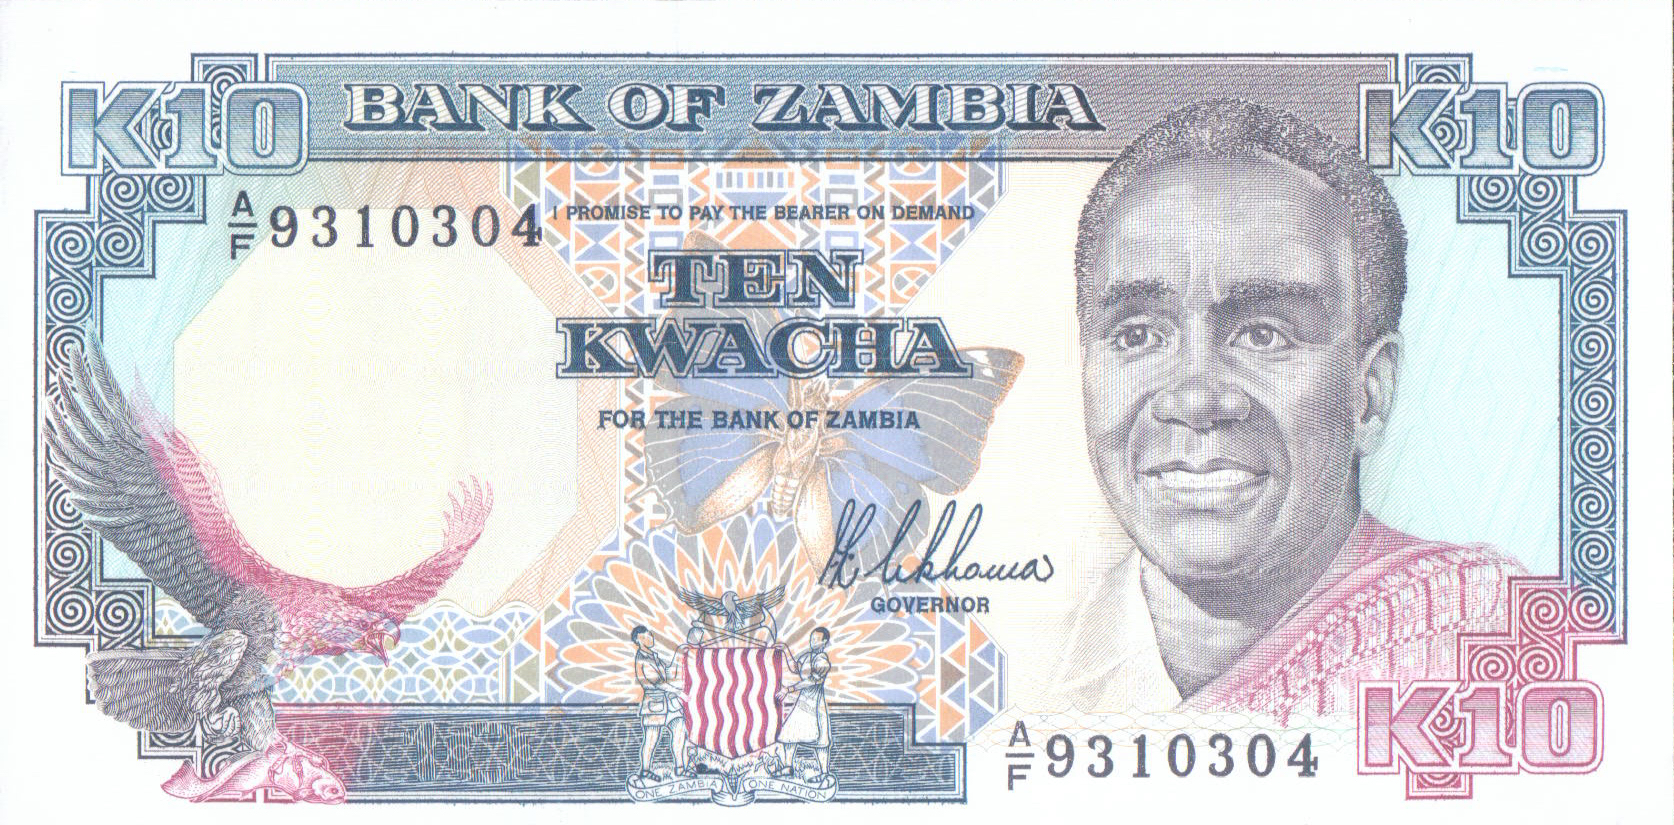 K10
BANK OF ZAMBIA
K10
A/F 9310304
I PROMISE TO PAY THE BEARER ON DEMAND
TEN
KWACHA
FOR THE BANK OF ZAMBIA
GOVERNOR
10
ONE ZAMBIA ONE NATION
A/F 9310304
K10